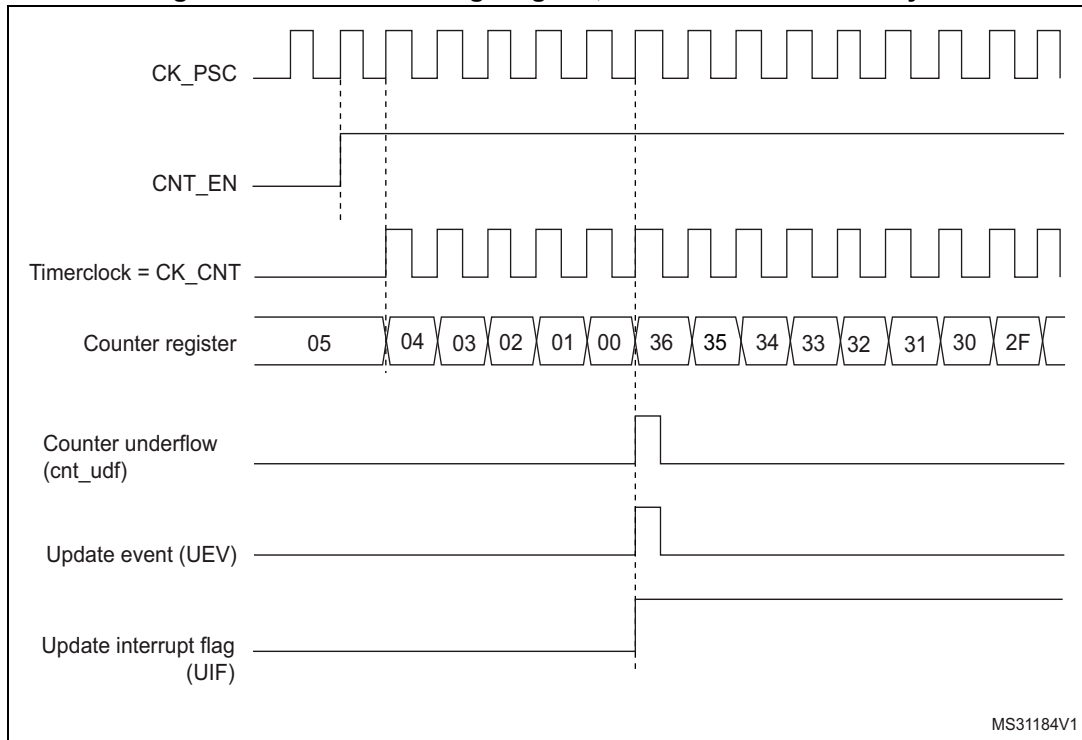 CK_PSC
CNT_EN
Timerclock = CK_CNT
Counter register 05 04 03 02 01 00 36 35 34 33 32 31 30 2F
Counter underflow
(cnt_udf)
Update event (UEV)
Update interrupt flag
(UIF)
MS31184V1